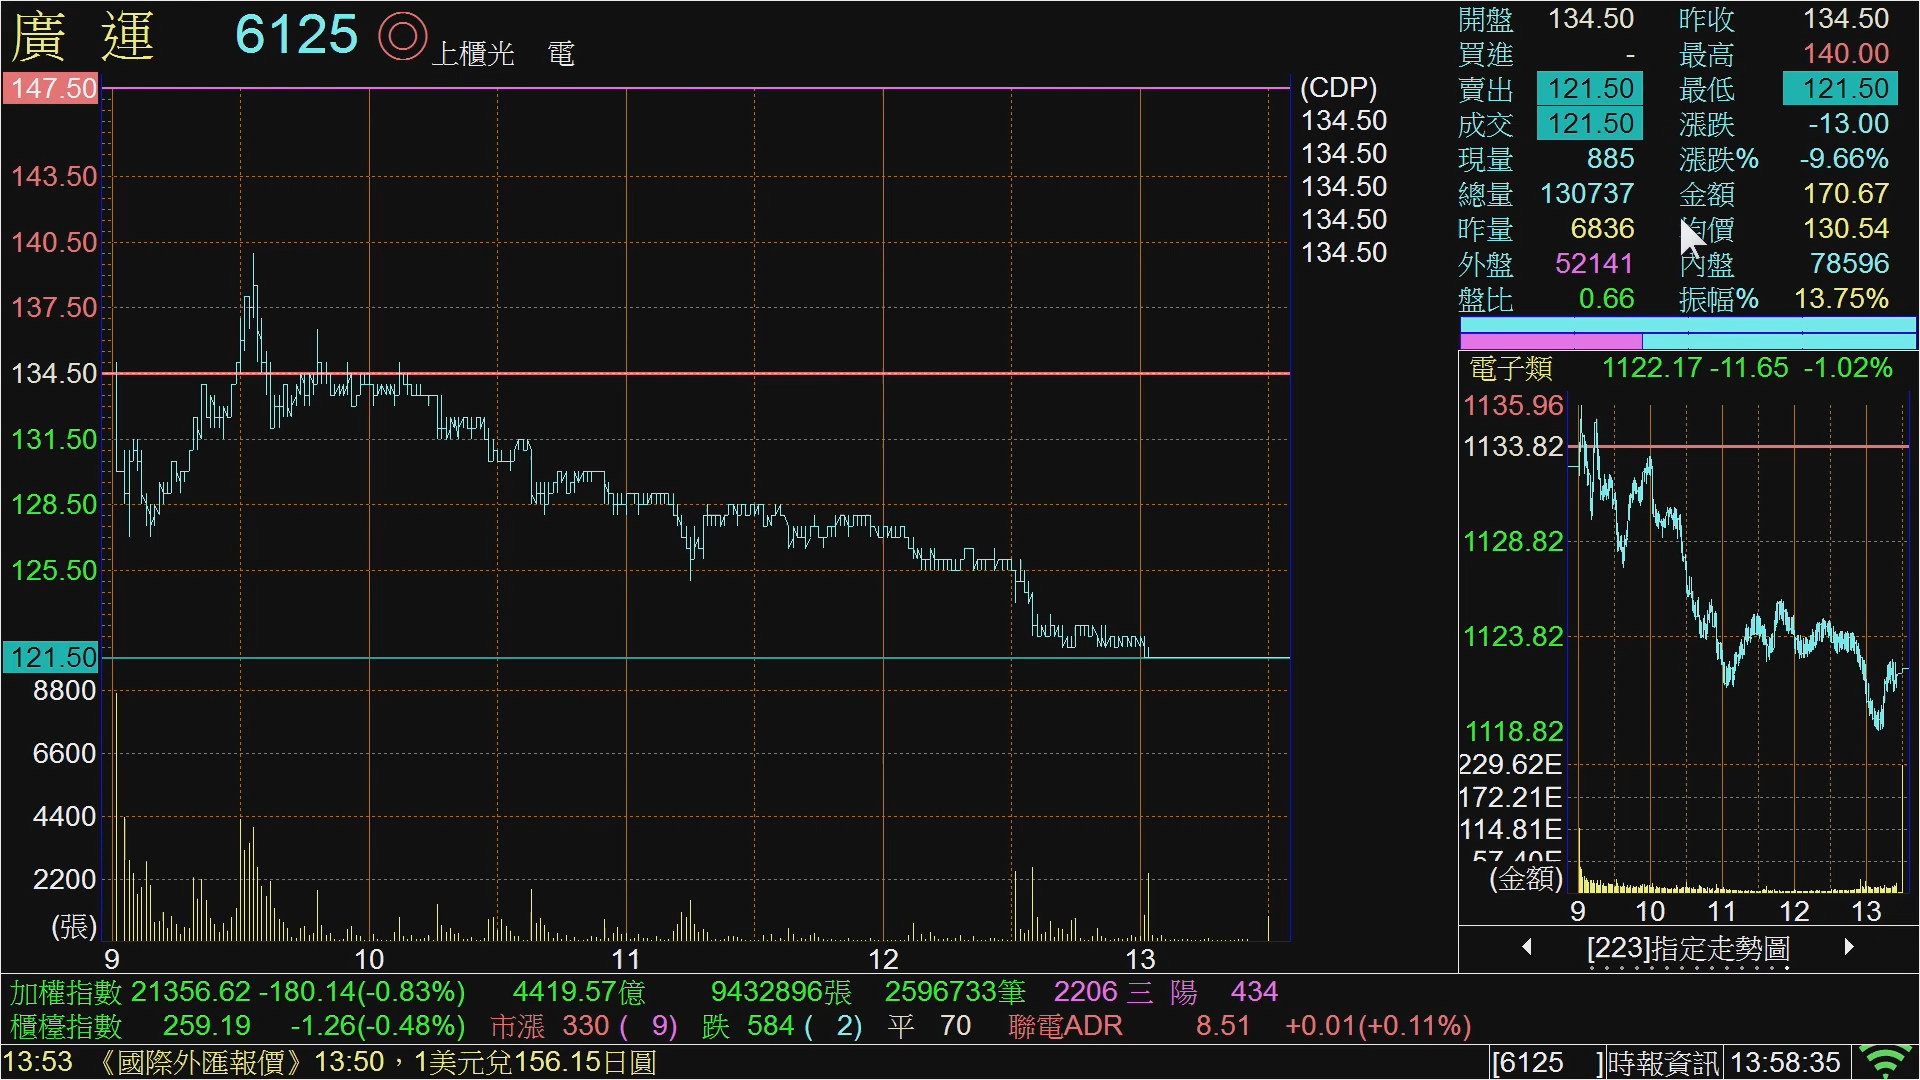 廣 運 6125 ◎ 上櫃光 電
147.50
143.50
140.50
137.50
134.50
131.50
128.50
125.50
121.50
8800
6600
4400
2200
(張)
9 10 11 12 13
(CDP)
134.50
134.50
134.50
134.50
134.50
開盤 134.50 昨收 134.50
買進 - 最高 140.00
賣出 121.50 最低 121.50
成交 121.50 漲跌 -13.00
現量 885 漲跌% -9.66%
總量 130737 金額 170.67
昨量 6836 均價 130.54
外盤 52141 內盤 78596
盤比 0.66 振幅% 13.75%
電子類 1122.17 -11.65 -1.02%
1135.96
1133.82
1128.82
1123.82
1118.82
229.62E
172.21E
114.81E
57.40E
(金額)
9 10 11 12 13
[223]指定走勢圖
加權指數 21356.62 -180.14(-0.83%) 4419.57億 9432896張 2596733筆 2206 三 陽 434
櫃檯指數 259.19 -1.26(-0.48%) 市漲 330 ( 9) 跌 584 ( 2) 平 70 聯電ADR 8.51 +0.01(+0.11%)
13:53 《國際外匯報價》13:50，1美元兌156.15日圓 [6125 ]時報資訊 13:58:35